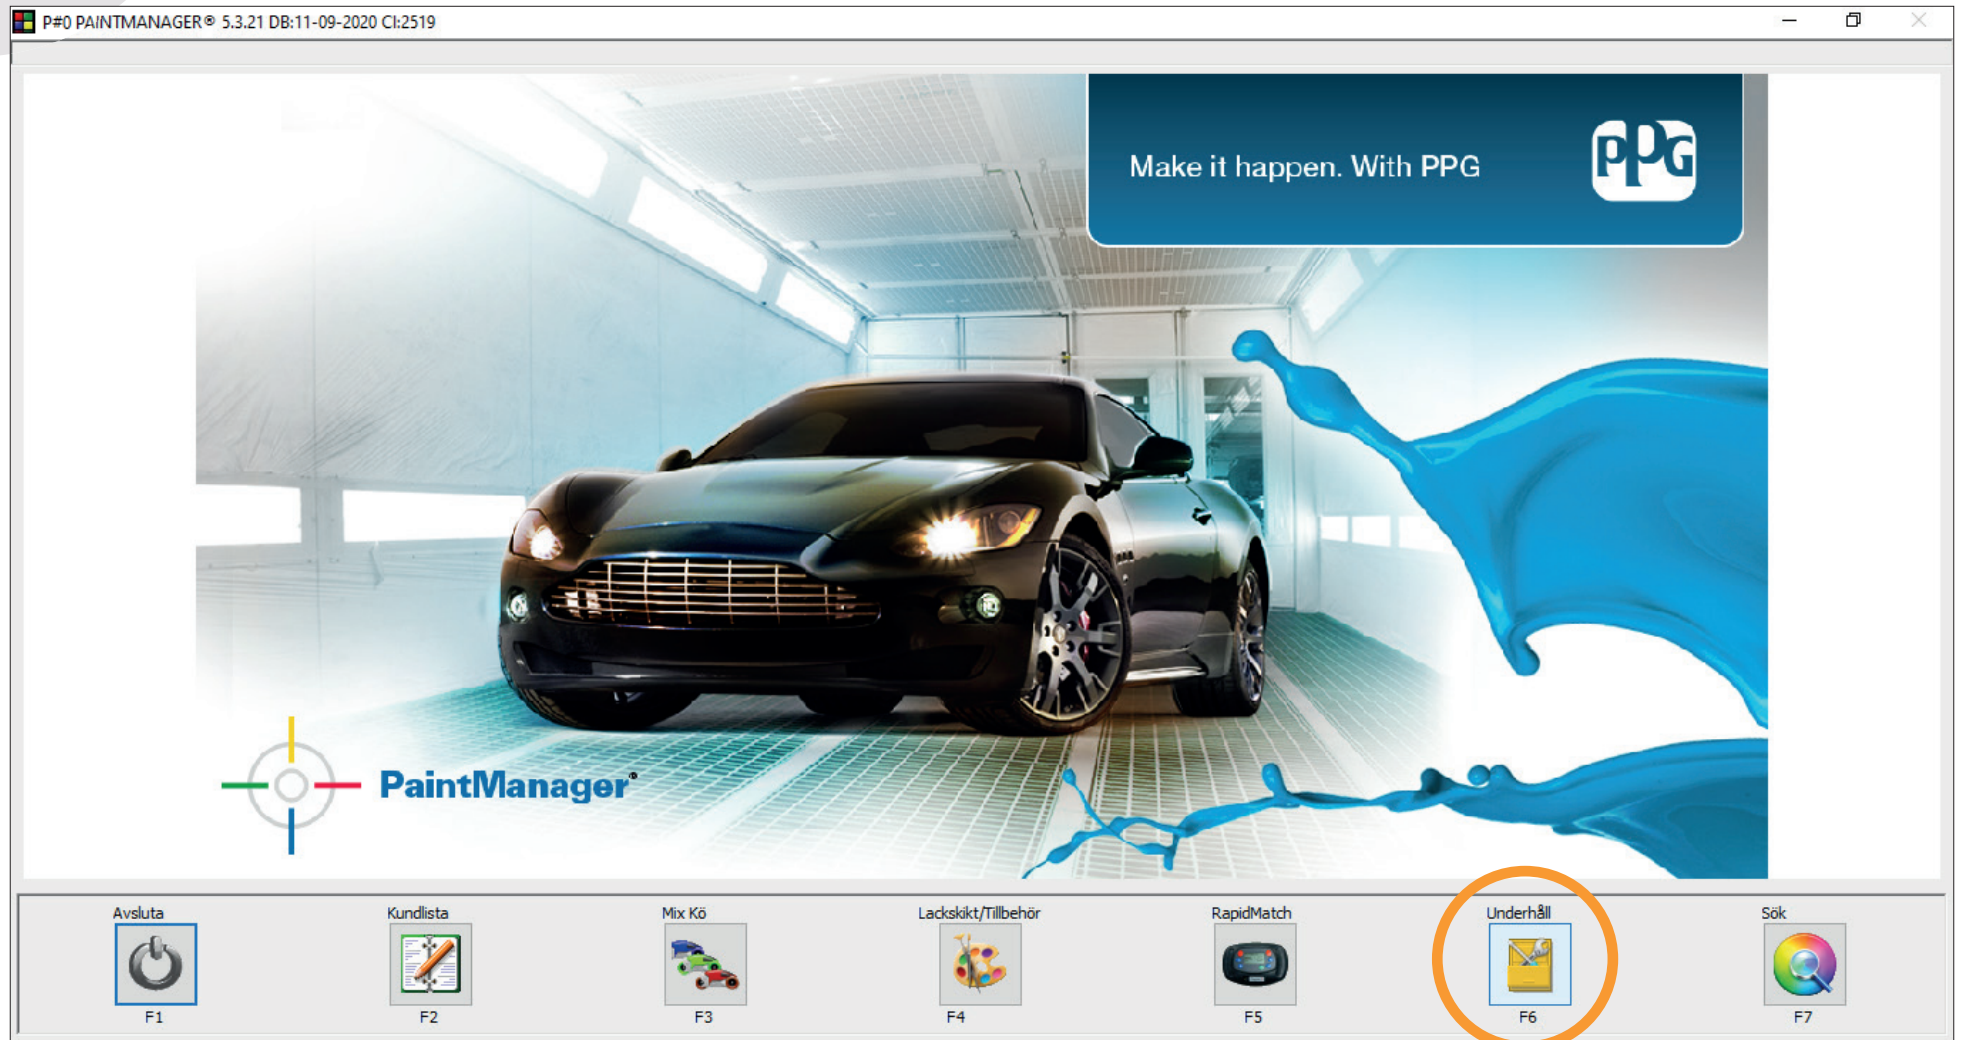 P#0 PAINTMANAGER® 5.3.21 DB:11-09-2020 CI:2519
Make it happen. With PPG
PPG
PaintManager®
Avsluta
Kundlista
Mix Kö
Lackskikt/Tillbehör
RapidMatch
Underhåll
Sök
F1
F2
F3
F4
F5
F6
F7